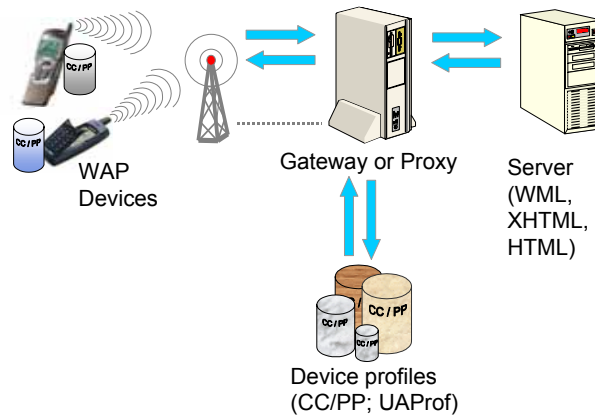 CC / PP
CC / PP
WAP
Devices
Gateway or Proxy
Server
(WML,
XHTML,
HTML)
CC / PP
CC / PP
CC / PP
Device profiles
(CC/PP; UAProf)